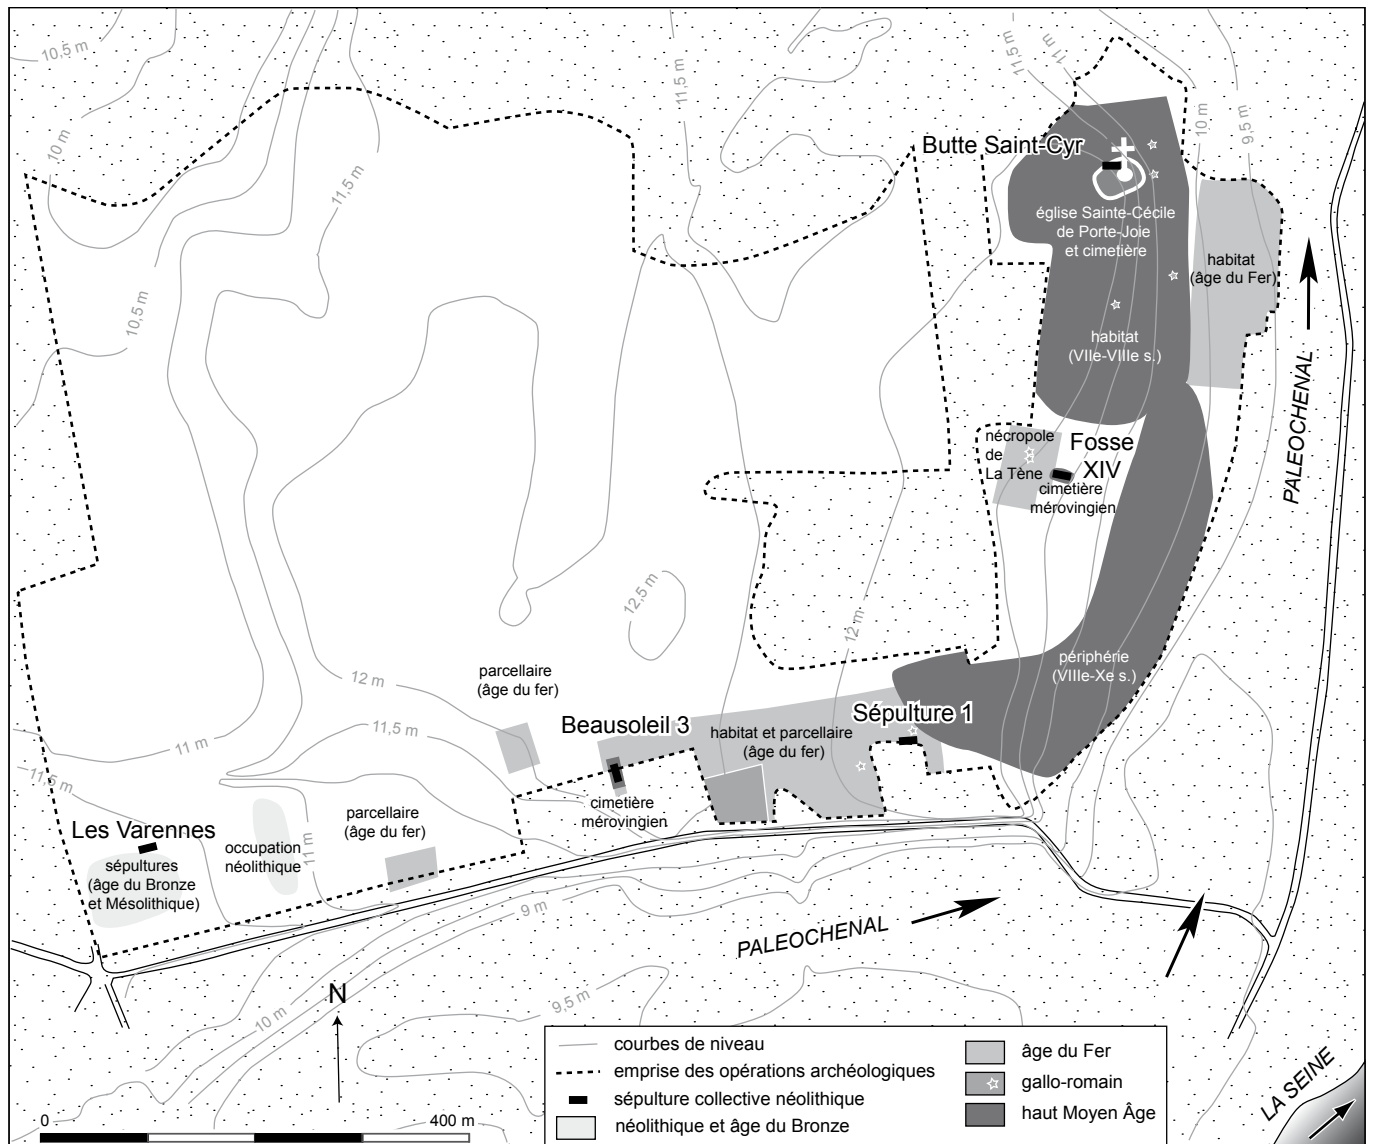 10,5 m
10 m
11,5 m
10,5 m
11,5 m
11,5 m
11 m
10 m
9,5 m
Butte Saint-Cyr
église Sainte-Cécile
de Porte-Joie
et cimetière
habitat
(âge du Fer)
habitat
(VIIe-VIIIe s.)
PALEOCHENAL
nécropole
de
La Tène
Fosse
XIV
cimetière
mérovingien
12,5 m
12 m
périphérie
(VIIIe-Xe s.)
parcellaire
(âge du fer)
12 m
11,5 m
11 m
11,5 m
Beausoleil 3
habitat et parcellaire
(âge du fer)
Sépulture 1
cimetière
mérovingien
parcellaire
(âge du fer)
Les Varennes
sépultures
(âge du Bronze
et Mésolithique)
occupation
néolithique
11 m
9 m
PALEOCHENAL
9,5 m
10 m
N
0
400 m
courbes de niveau
emprise des opérations archéologiques
sépulture collective néolithique
néolithique et âge du Bronze
âge du Fer
gallo-romain
haut Moyen Âge
LA SEINE